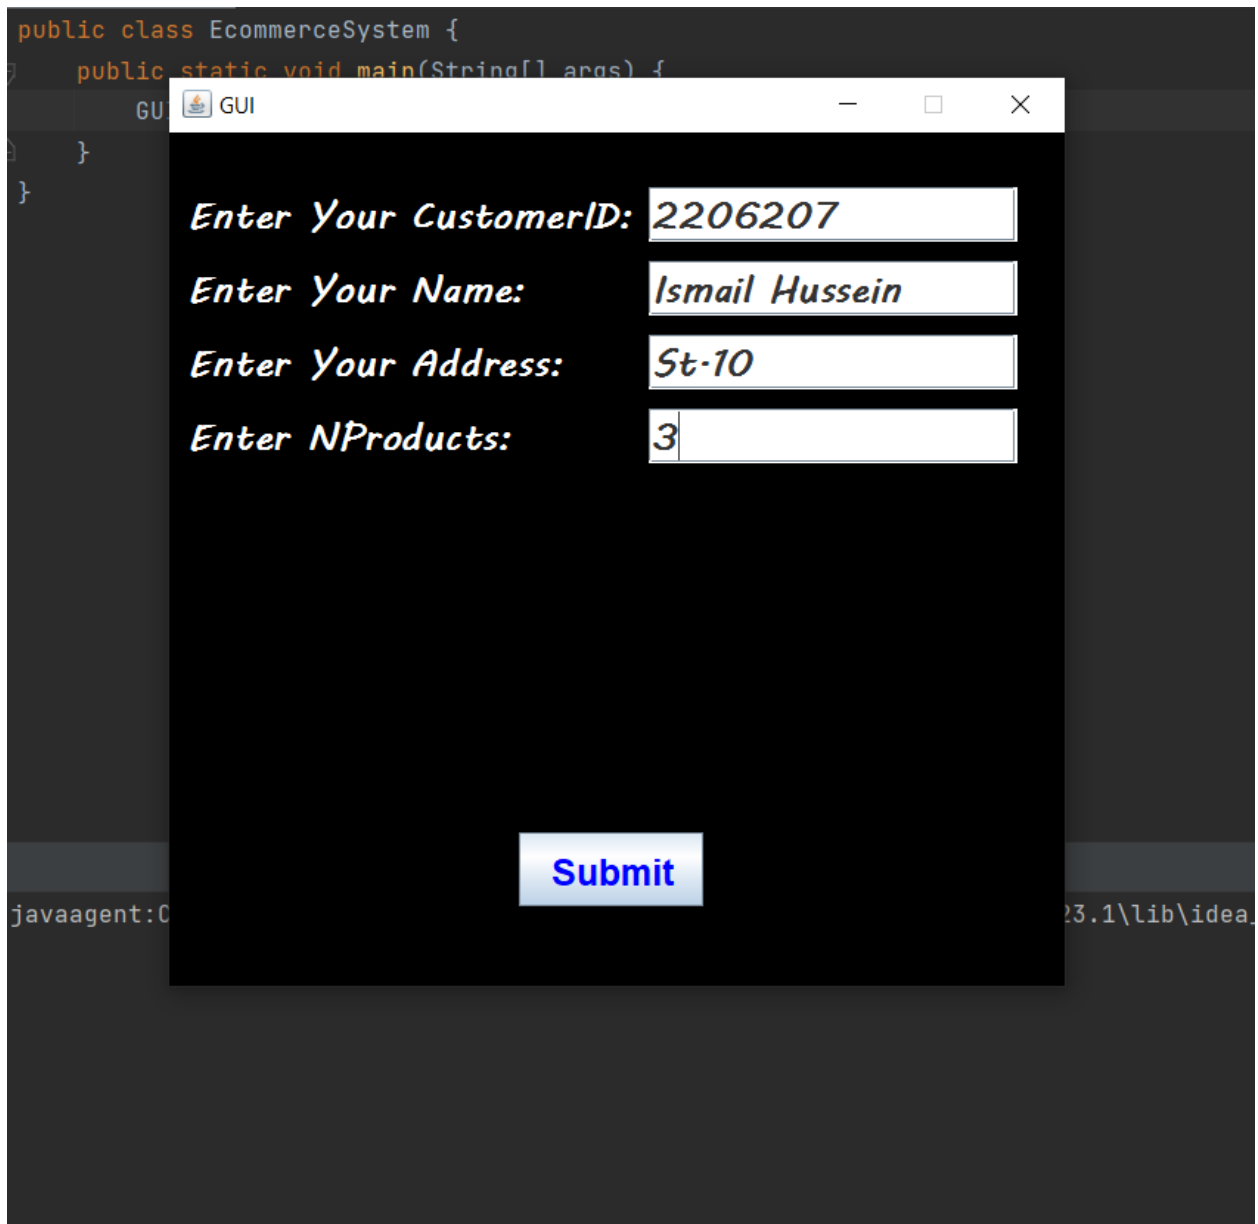 public class EcommerceSystem {
public static void main(String[] args) {
GUI
GUI
}
}
Enter Your CustomerID: 2206207
Enter Your Name: Ismail Hussein
Enter Your Address: St-10
Enter NProducts: 3
Submit
javaagent:C
23.1\lib\idea_